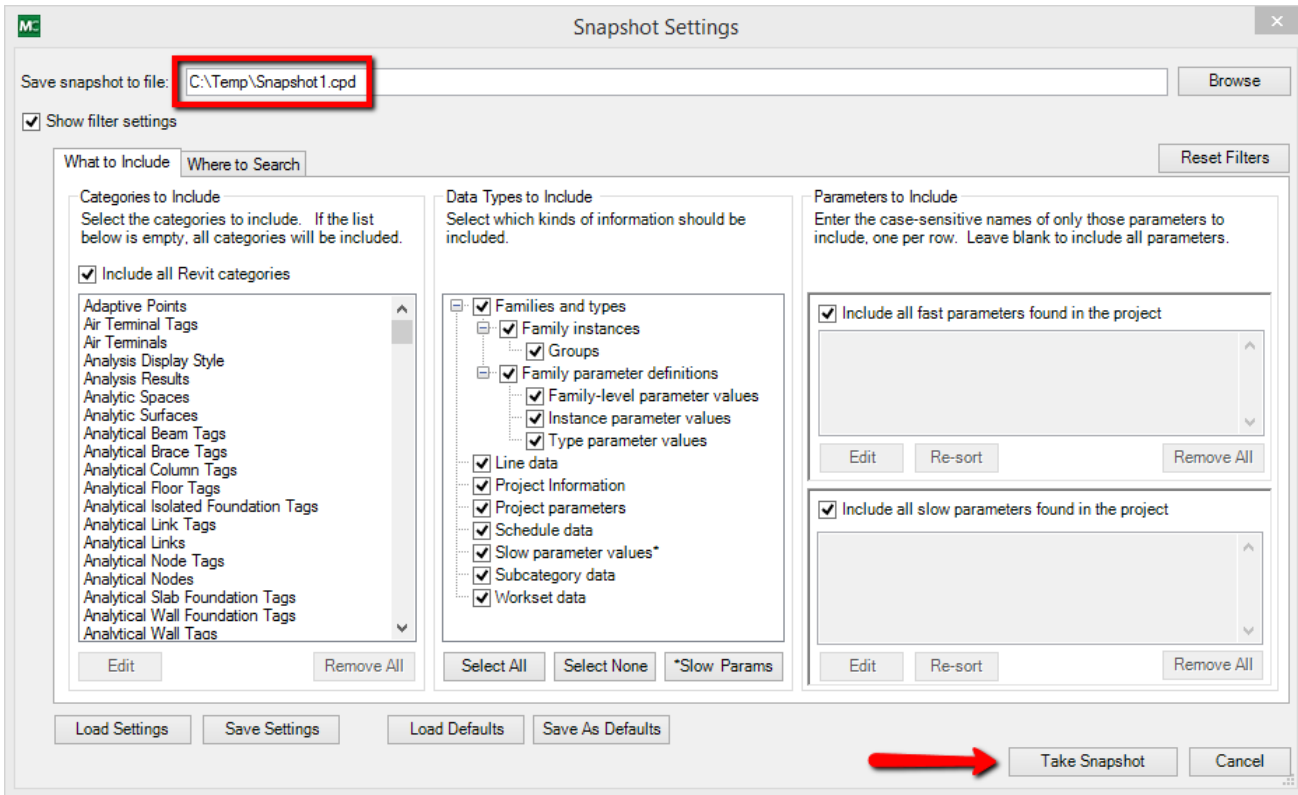 MC
Snapshot Settings
Save snapshot to file:
C:\Temp\Snapshot1.cpd
Browse
Show filter settings
What to Include
Where to Search
Reset Filters
Categories to Include
Select the categories to include. If the list
below is empty, all categories will be included.
Include all Revit categories
Adaptive Points
Air Terminal Tags
Air Terminals
Analysis Display Style
Analysis Results
Analytic Spaces
Analytic Surfaces
Analytical Beam Tags
Analytical Brace Tags
Analytical Column Tags
Analytical Floor Tags
Analytical Isolated Foundation Tags
Analytical Link Tags
Analytical Links
Analytical Node Tags
Analytical Nodes
Analytical Slab Foundation Tags
Analytical Wall Foundation Tags
Analytical Wall Tags
Edit
Remove All
Data Types to Include
Select which kinds of information should be
included.
Families and types
Family instances
Groups
Family parameter definitions
Family-level parameter values
Instance parameter values
Type parameter values
Line data
Project Information
Project parameters
Schedule data
Slow parameter values*
Subcategory data
Workset data
Select All
Select None
*Slow Params
Parameters to Include
Enter the case-sensitive names of only those parameters to
include, one per row. Leave blank to include all parameters.
Include all fast parameters found in the project
Edit
Re-sort
Remove All
Include all slow parameters found in the project
Edit
Re-sort
Remove All
Load Settings
Save Settings
Load Defaults
Save As Defaults
Take Snapshot
Cancel